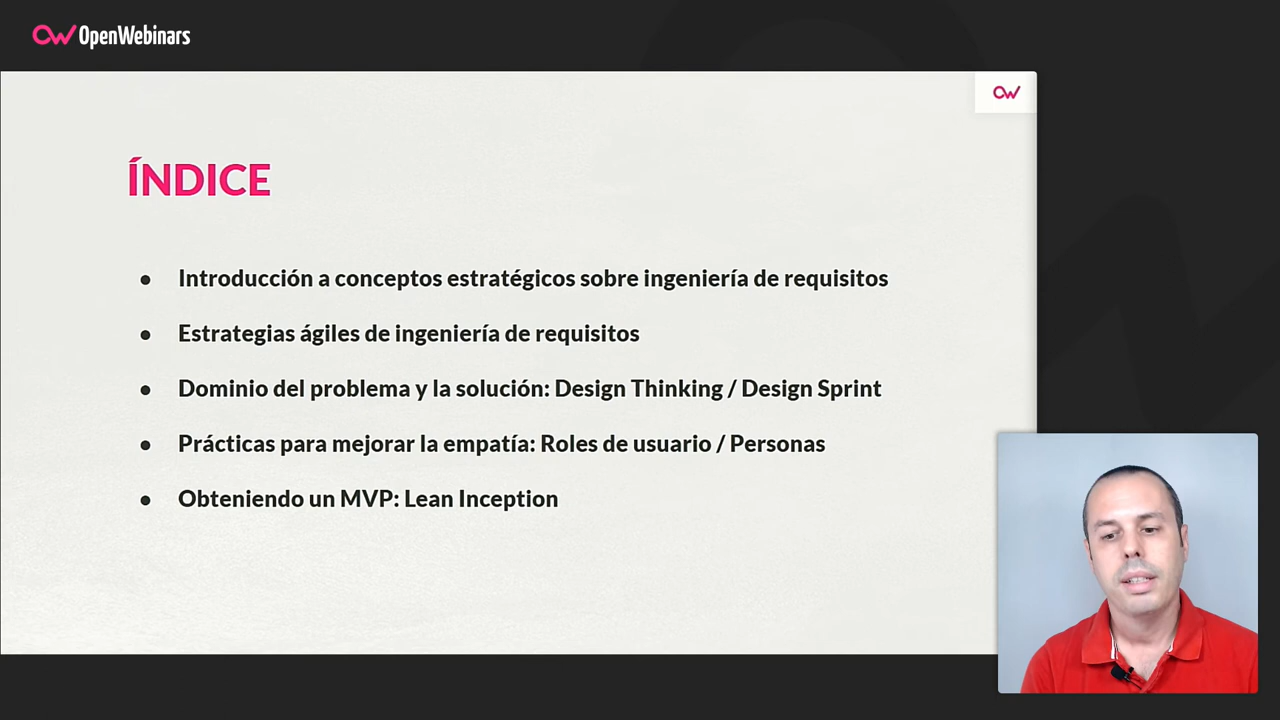 OpenWebinars
ÍNDICE
● Introducción a conceptos estratégicos sobre ingeniería de requisitos
● Estrategias ágiles de ingeniería de requisitos
● Dominio del problema y la solución: Design Thinking / Design Sprint
● Prácticas para mejorar la empatía: Roles de usuario / Personas
● Obteniendo un MVP: Lean Inception